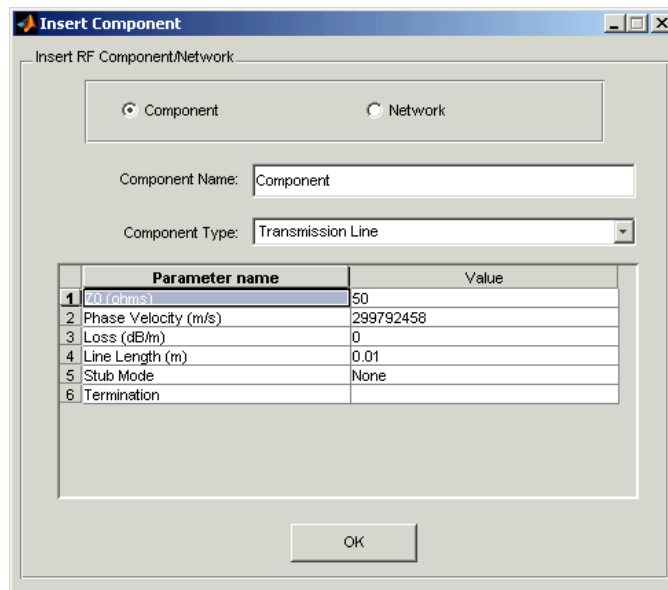 Insert Component
Insert RF Component/Network
Component
Network
Component Name: Component
Component Type: Transmission Line
Parameter name Value
1 Z0 (ohms) 50
2 Phase Velocity (m/s) 299792458
3 Loss (dB/m) 0
4 Line Length (m) 0.01
5 Stub Mode None
6 Termination
OK